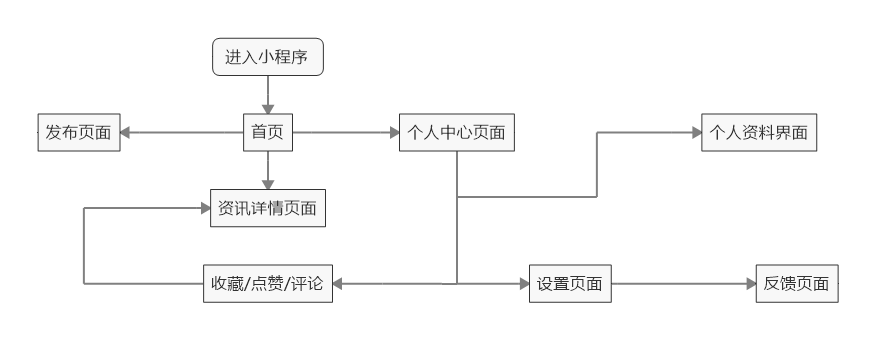 进入小程序
发布页面
首页
个人中心页面
个人资料界面
资讯详情页面
收藏/点赞/评论
设置页面
反馈页面